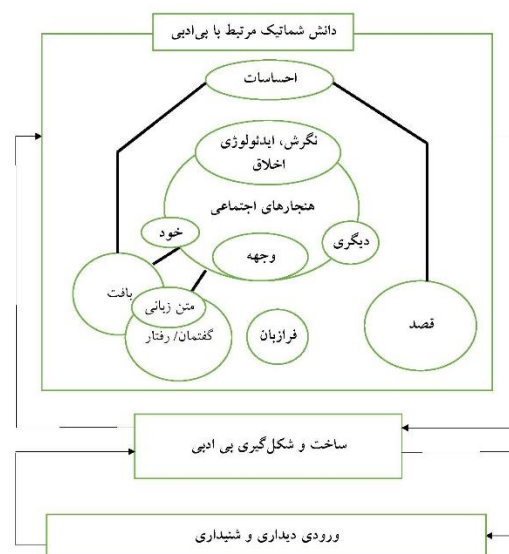 دانش شماتیک مرتبط با بی‌ادبی
احساسات
نگرش، ایدئولوژی
اخلاق
هنجارهای اجتماعی
خود
دیگری
وجهه
بافت
متن زبانی
گفتمان/ رفتار
فرازبان
قصد
ساخت و شکل‌گیری بی ادبی
ورودی دیداری و شنیداری